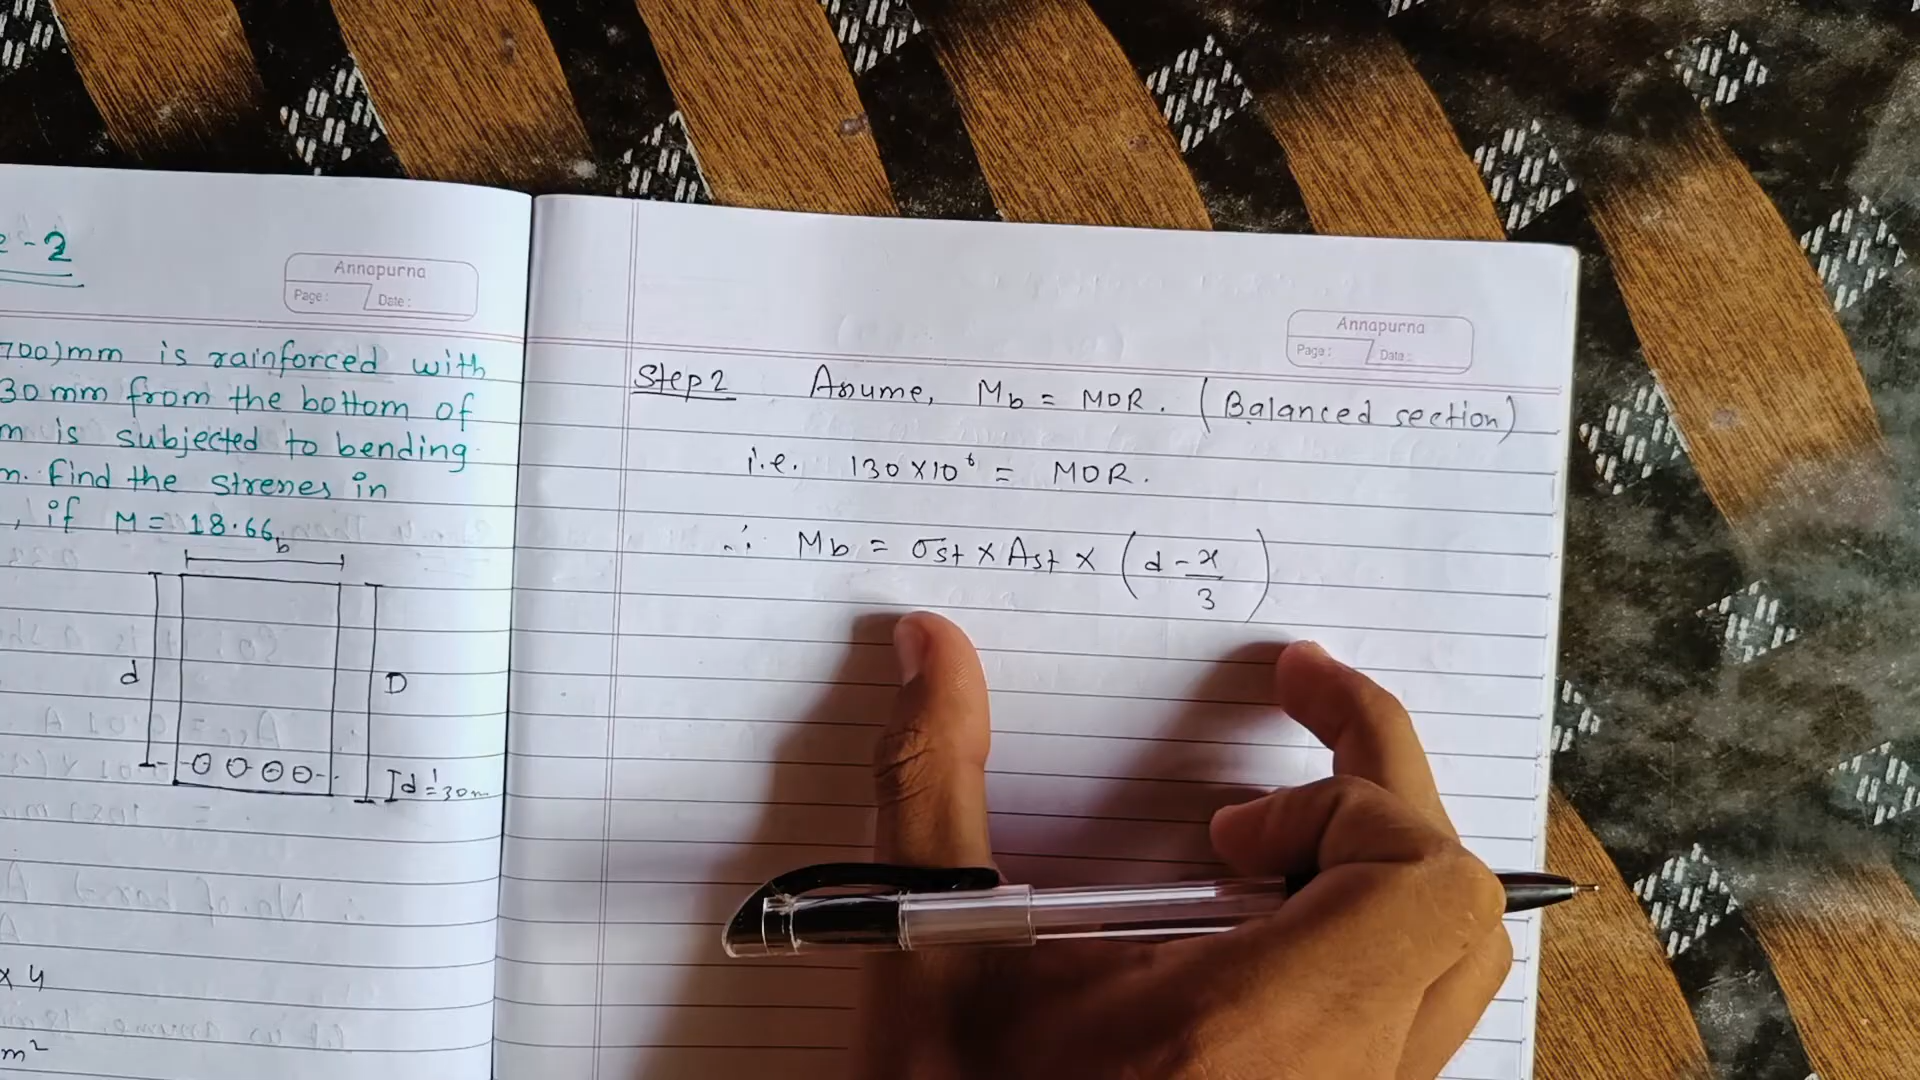 - 2
Annapurna
Page: Date:
700)mm is rainforced with
30 mm from the bottom of
m is subjected to bending
m. Find the stresses in
, if M = 18.66
b
d
D
d' = 30m
x 4
m²
Annapurna
Page: Date:
Step 2 Assume, Mb = MOR. (Balanced section)
i.e. 130 x 10⁶ = MOR.
∴ Mb = σst x Ast x (d - x/3)